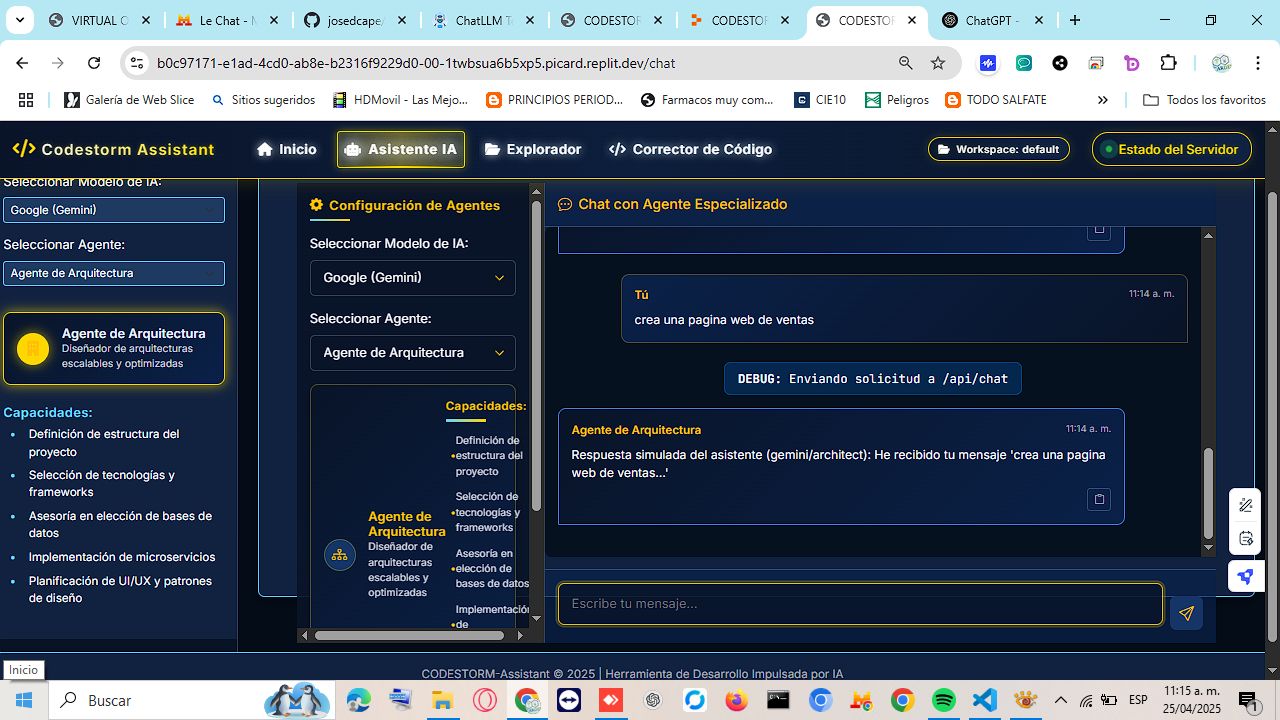 VIRTUAL O
Le Chat - M
josedcape/
ChatLLM Te
CODESTOR
CODESTOR
CODESTOR
ChatGPT -
b0c97171-e1ad-4cd0-ab8e-b2316f9229d0-00-1twlsua6b5xp5.picard.replit.dev/chat
Galería de Web Slice
Sitios sugeridos
HDMovil - Las Mejo...
PRINCIPIOS PERIOD...
Farmacos muy com...
CIE10
Peligros
TODO SALFATE
Todos los favoritos
</> Codestorm Assistant
Inicio
Asistente IA
Explorador
</> Corrector de Código
Workspace: default
Estado del Servidor
Seleccionar Modelo de IA:
Google (Gemini)
Seleccionar Agente:
Agente de Arquitectura
Agente de Arquitectura
Diseñador de arquitecturas
escalables y optimizadas
Capacidades:
• Definición de estructura del
proyecto
• Selección de tecnologías y
frameworks
• Asesoría en elección de bases de
datos
• Implementación de microservicios
• Planificación de UI/UX y patrones
de diseño
Configuración de Agentes
Seleccionar Modelo de IA:
Google (Gemini)
Seleccionar Agente:
Agente de Arquitectura
Agente de
Arquitectura
Diseñador de
arquitecturas
escalables y
optimizadas
Capacidades:
Definición de
• estructura del
proyecto
Selección de
• tecnologías y
frameworks
Asesoría en
• elección de
bases de datos
Implementación
• de
Chat con Agente Especializado
Tú
11:14 a. m.
crea una pagina web de ventas
DEBUG: Enviando solicitud a /api/chat
Agente de Arquitectura
11:14 a. m.
Respuesta simulada del asistente (gemini/architect): He recibido tu mensaje 'crea una pagina
web de ventas...'
Escribe tu mensaje...
CODESTORM-Assistant © 2025 | Herramienta de Desarrollo Impulsada por IA
Inicio
Buscar
ESP
11:15 a. m.
25/04/2025
1